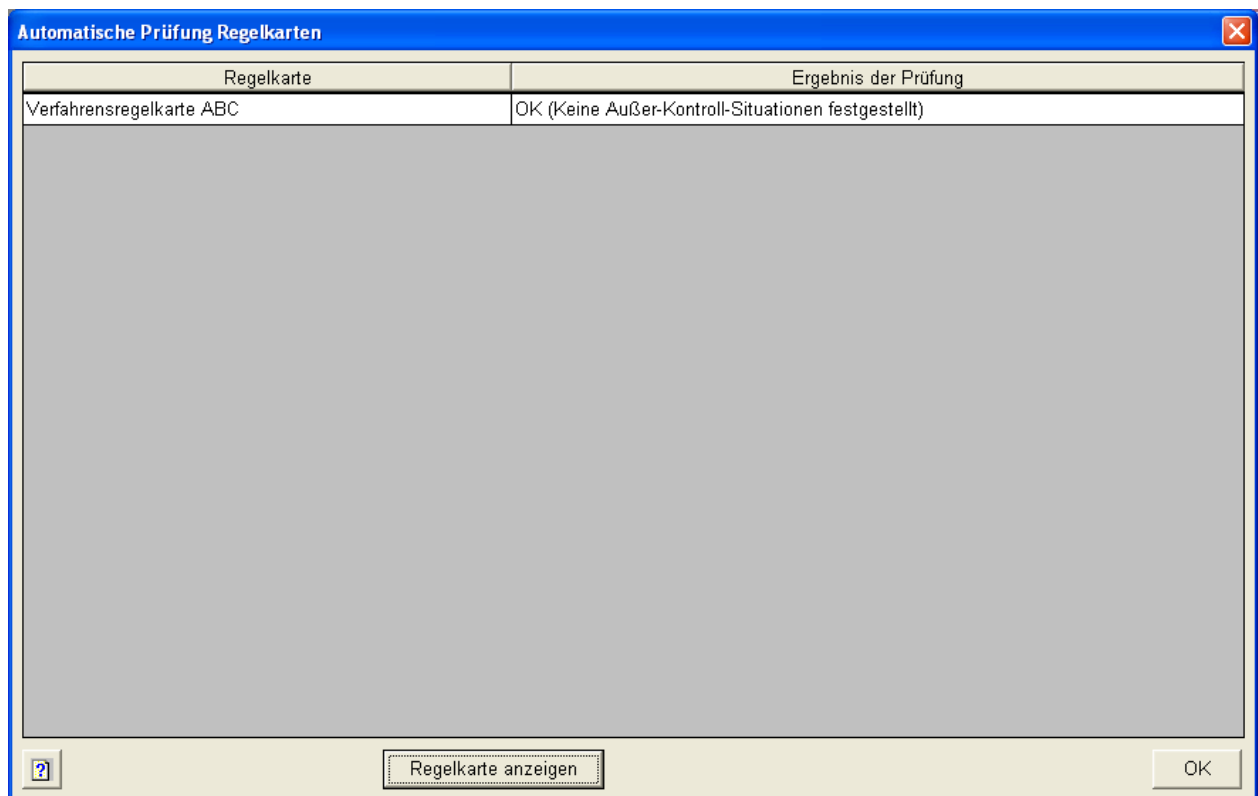 Automatische Prüfung Regelkarten
Regelkarte Ergebnis der Prüfung
Verfahrensregelkarte ABC OK (Keine Außer-Kontroll-Situationen festgestellt)
? Regelkarte anzeigen OK